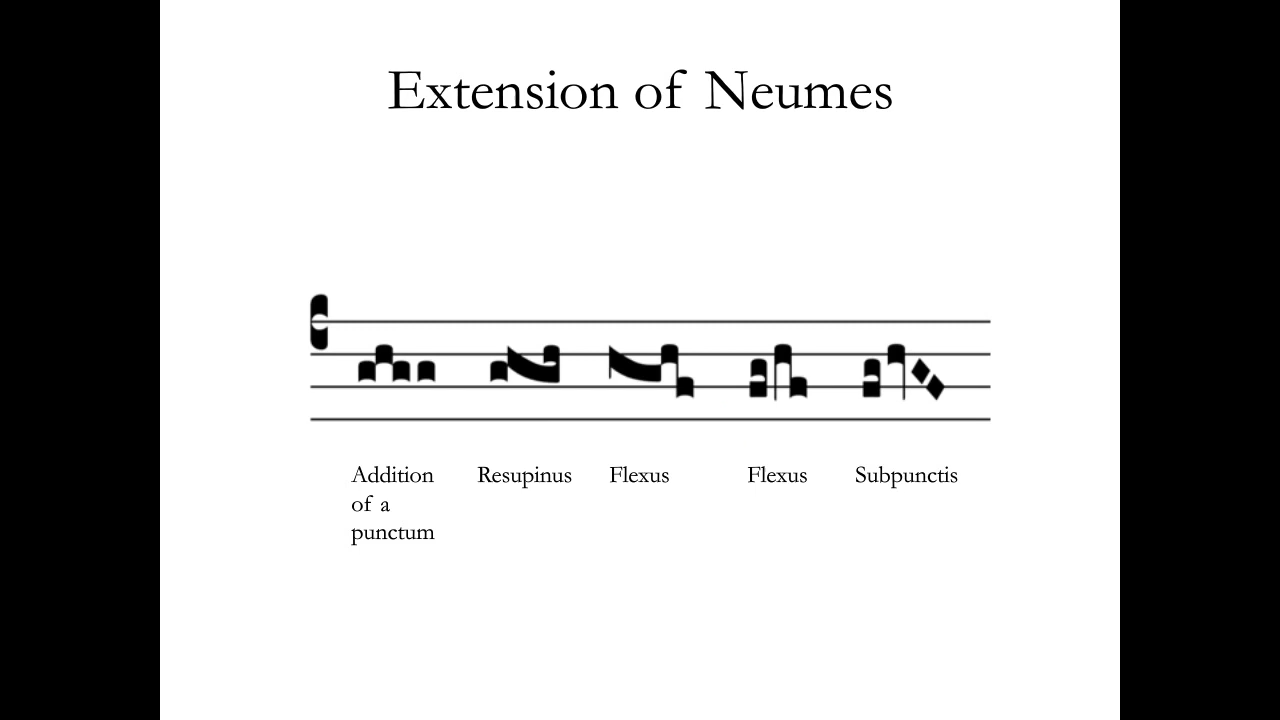 Extension of Neumes
Addition
of a
punctum
Resupinus
Flexus
Flexus
Subpunctis